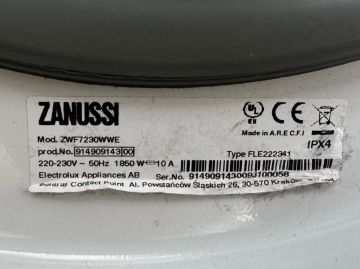 ZANUSSI
Made in A.R.E C.F.I
Mod. ZWF7230WWE
IPX4
prod.No. 914909143 00
Type FLE222341
220-230V ~ 50Hz 1850 W 10 A
Electrolux Appliances AB
Ser.No.
Central Contact Point Al. Powstańców Śląskich 26, 30-570 Kraków